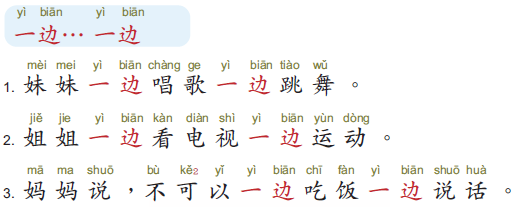 yì biān yì biān
一边… 一边
mèi mei yì biān chàng ge yì biān tiào wǔ
1. 妹妹一边唱歌一边跳舞。
jiě jie yì biān kàn diàn shì yì biān yùn dòng
2. 姐姐一边看电视一边运动。
mā ma shuō bù kě2 yǐ yì biān chī fàn yì biān shuō huà
3. 妈妈说，不可以一边吃饭一边说话。